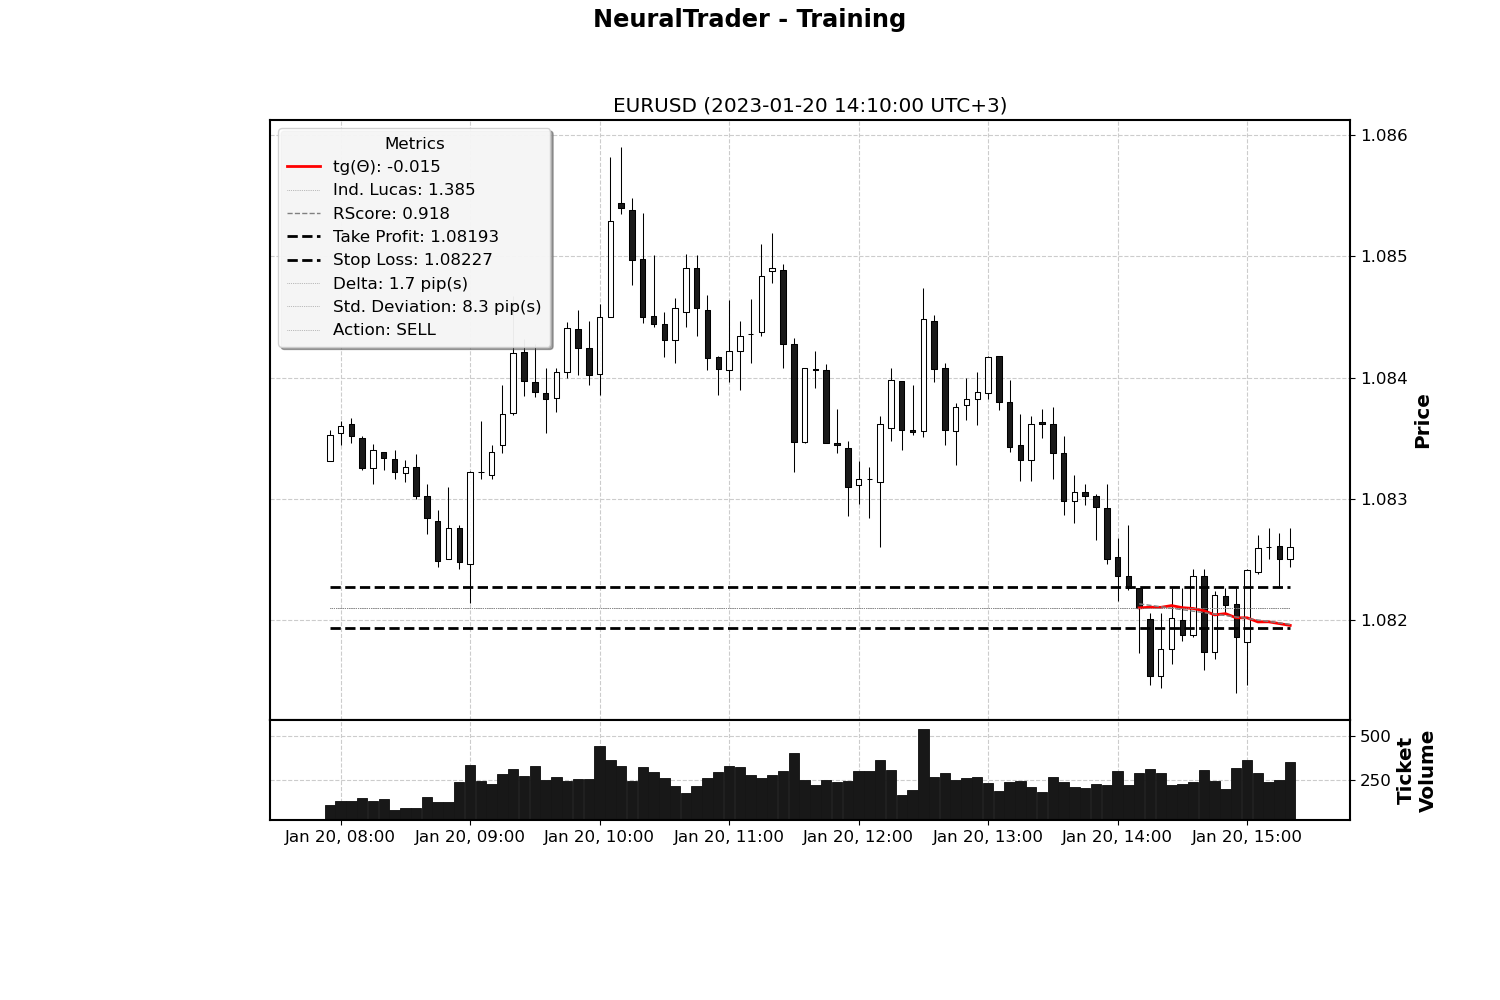 NeuralTrader - Training
EURUSD (2023-01-20 14:10:00 UTC+3)
Metrics
tg(Θ): -0.015
Ind. Lucas: 1.385
RScore: 0.918
Take Profit: 1.08193
Stop Loss: 1.08227
Delta: 1.7 pip(s)
Std. Deviation: 8.3 pip(s)
Action: SELL
1.086
1.085
1.084
1.083
1.082
Price
500
250
Ticket
Volume
Jan 20, 08:00
Jan 20, 09:00
Jan 20, 10:00
Jan 20, 11:00
Jan 20, 12:00
Jan 20, 13:00
Jan 20, 14:00
Jan 20, 15:00